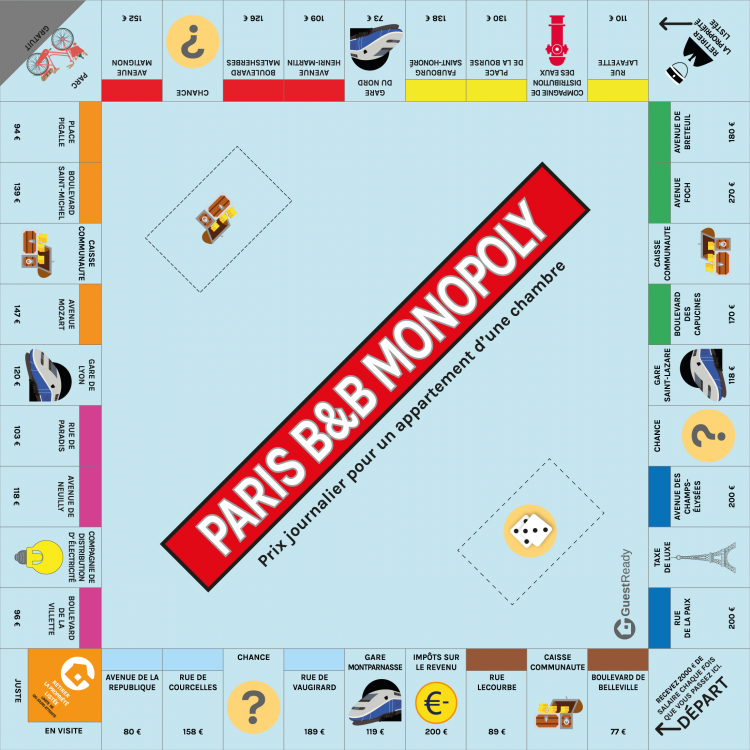 PARC
GRATUIT
AVENUE
MATIGNON
152 €
CHANCE
?
BOULEVARD
MALESHERBES
126 €
AVENUE
HENRI-MARTIN
109 €
GARE
DU NORD
73 €
FAUBOURG
SAINT-HONORE
138 €
PLACE
DE LA BOURSE
130 €
COMPAGNIE DE
DISTRIBUTION
DES EAUX
RUE
LAFAYETTE
110 €
RETIRER
LA PROPRIÉTÉ
LISTÉE
PLACE
PIGALLE
94 €
BOULEVARD
SAINT-MICHEL
139 €
CAISSE
COMMUNAUTE
AVENUE
MOZART
147 €
GARE DE
LYON
120 €
RUE DE
PARADIS
103 €
AVENUE DE
NEUILLY
118 €
COMPAGNIE DE
DISTRIBUTION
D'ÉLECTRICITÉ
BOULEVARD
DE LA
VILLETTE
96 €
PARIS B&B MONOPOLY
Prix journalier pour un appartement d'une chambre
GuestReady
AVENUE DE
BRETEUIL
180 €
AVENUE
FOCH
270 €
CAISSE
COMMUNAUTE
BOULEVARD
DES
CAPUCINES
170 €
GARE
SAINT-LAZARE
118 €
CHANCE
?
AVENUE DES
CHAMPS-
ÉLYSÉES
200 €
TAXE
DE LUXE
RUE
DE LA PAIX
200 €
JUSTE
EN VISITE
RETIRER
LA PROPRIÉTÉ
LISTÉE
AVENUE DE LA
REPUBLIQUE
80 €
RUE DE
COURCELLES
158 €
CHANCE
?
RUE DE
VAUGIRARD
189 €
GARE
MONTPARNASSE
119 €
IMPÔTS SUR
LE REVENU
€-
200 €
RUE
LECOURBE
89 €
CAISSE
COMMUNAUTE
BOULEVARD DE
BELLEVILLE
77 €
RECEVEZ 2000 € DE
SALAIRE CHAQUE FOIS
QUE VOUS PASSEZ ICI.
DÉPART